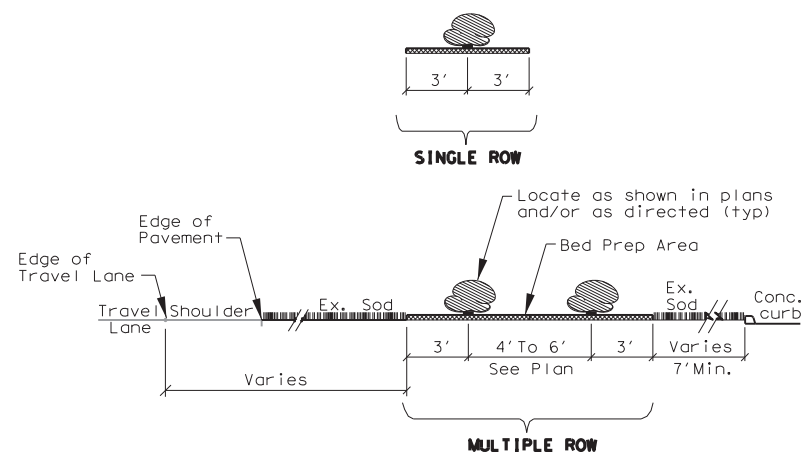 3' 3'
SINGLE ROW
Locate as shown in plans
and/or as directed (typ)
Edge of
Pavement
Bed Prep Area
Edge of
Travel Lane
Ex.
Sod
Conc.
curb
Travel Shoulder Ex. Sod
Lane
3' 4' To 6' 3' Varies
See Plan 7' Min.
Varies
MULTIPLE ROW